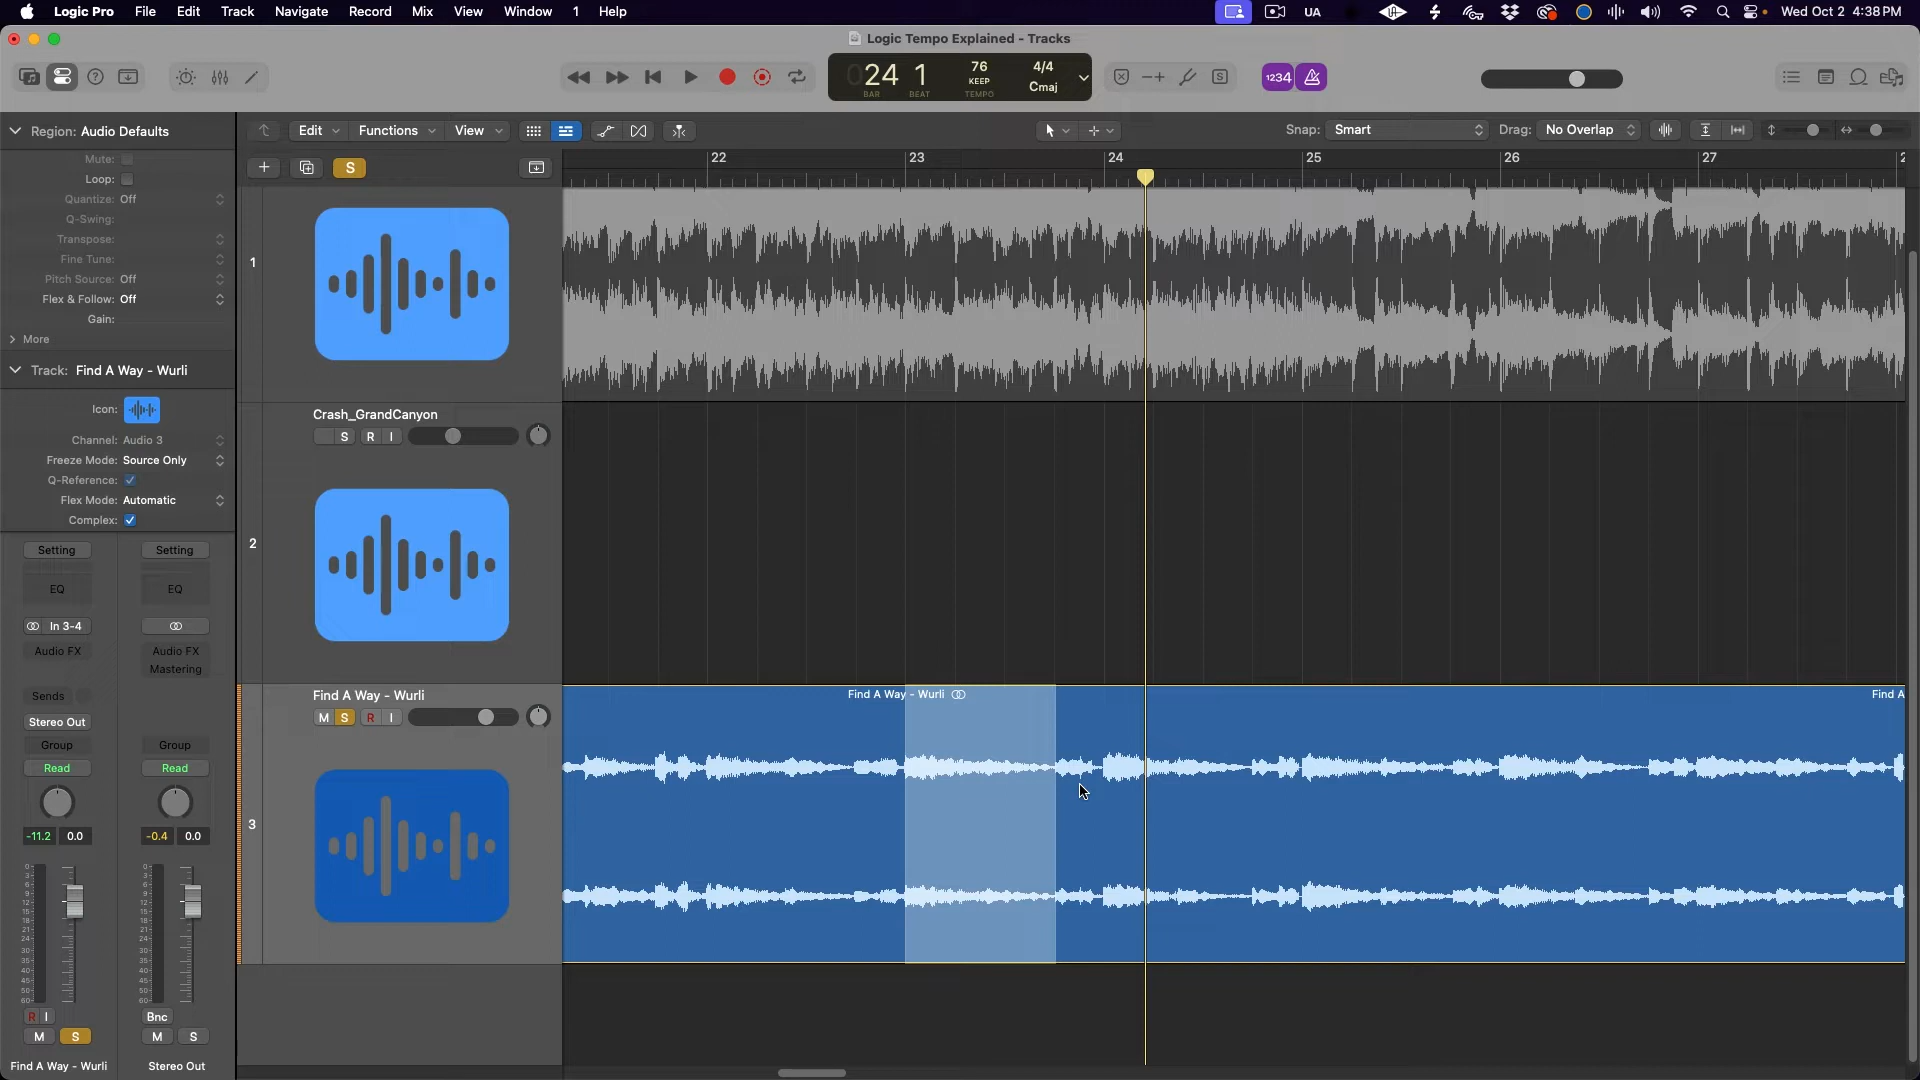 Logic Pro File Edit Track Navigate Record Mix View Window 1 Help UA Wed Oct 2 4:38 PM
Logic Tempo Explained - Tracks
24 1 76 KEEP TEMPO 4/4 Cmaj
BAR BEAT
1234
Region: Audio Defaults
Edit Functions View Snap: Smart Drag: No Overlap
Mute:
Loop:
Quantize: Off
Q-Swing:
Transpose:
Fine Tune:
Pitch Source: Off
Flex & Follow: Off
Gain:
More
S
22 23 24 25 26 27
1
Track: Find A Way - Wurli
Icon:
Channel: Audio 3
Freeze Mode: Source Only
Q-Reference:
Flex Mode: Automatic
Complex:
Crash_GrandCanyon
S R I
2
Setting Setting
EQ EQ
In 3-4
Audio FX Audio FX
Mastering
Sends
Stereo Out
Group Group
Read Read
-11.2 0.0 -0.4 0.0
Find A Way - Wurli
M S R I
3
Find A Way - Wurli Find A
R I Bnc
M S M S
Find A Way - Wurli Stereo Out